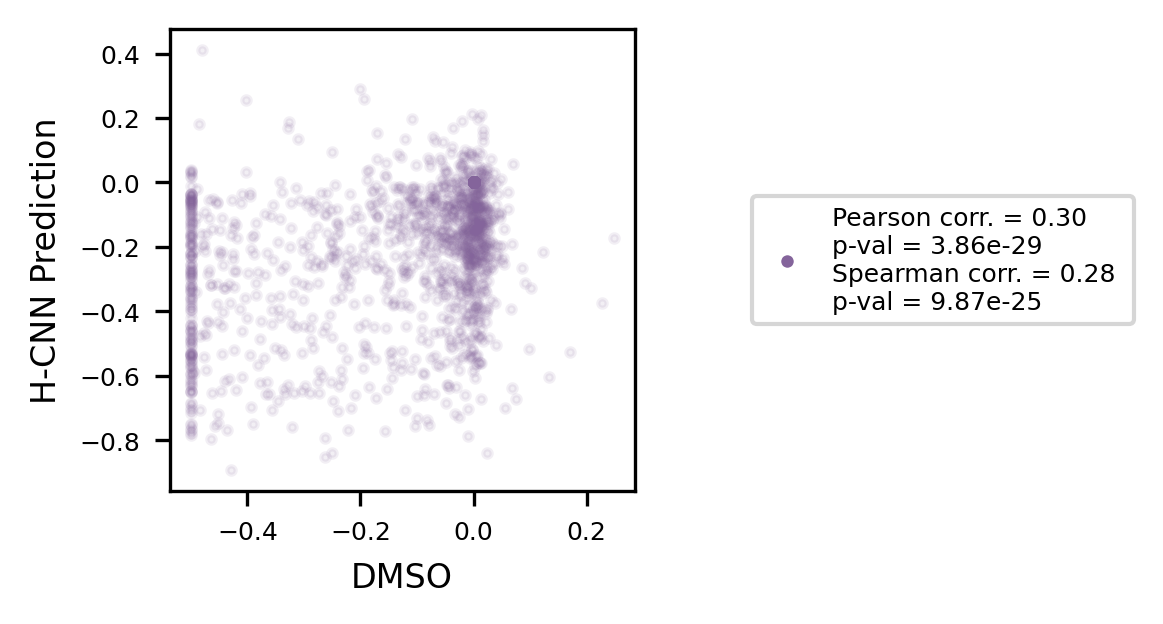 0.4
0.2
0.0
−0.2
−0.4
−0.6
−0.8
H-CNN Prediction
−0.4
−0.2
0.0
0.2
DMSO
Pearson corr. = 0.30
p-val = 3.86e-29
Spearman corr. = 0.28
p-val = 9.87e-25